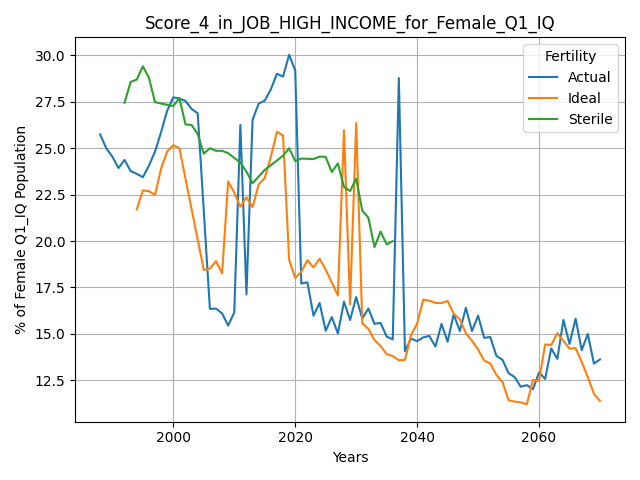 Score_4_in_JOB_HIGH_INCOME_for_Female_Q1_IQ
% of Female Q1_IQ Population
30.0
27.5
25.0
22.5
20.0
17.5
15.0
12.5
Fertility
Actual
Ideal
Sterile
2000
2020
2040
2060
Years